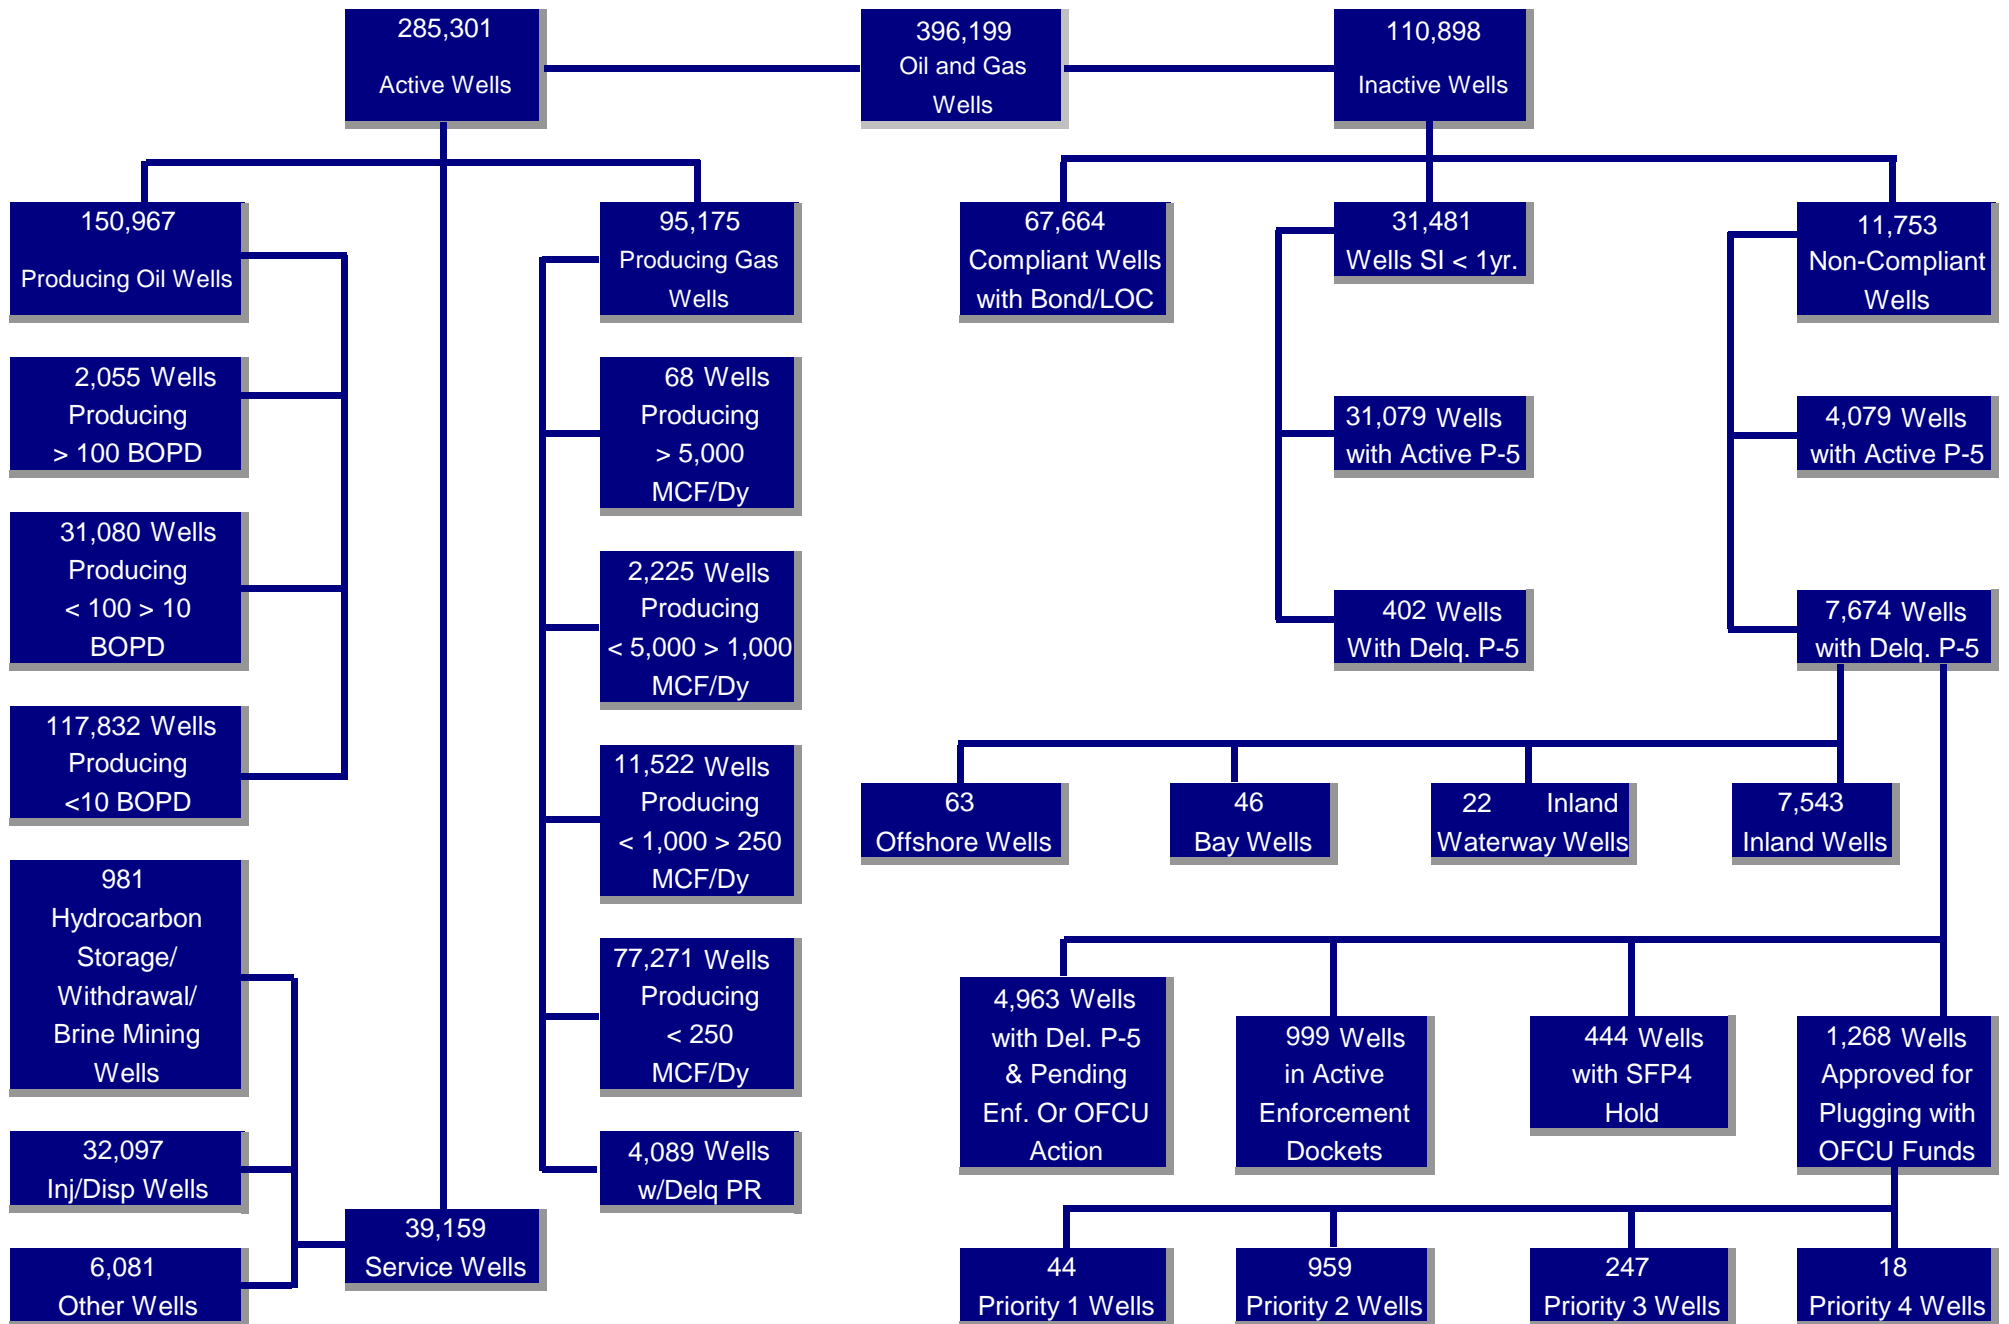 285,301
Active Wells
396,199
Oil and Gas
Wells
110,898
Inactive Wells
150,967
Producing Oil Wells
95,175
Producing Gas
Wells
67,664
Compliant Wells
with Bond/LOC
31,481
Wells SI < 1yr.
11,753
Non-Compliant
Wells
2,055 Wells
Producing
> 100 BOPD
68 Wells
Producing
> 5,000
MCF/Dy
31,079 Wells
with Active P-5
4,079 Wells
with Active P-5
31,080 Wells
Producing
< 100 > 10
BOPD
2,225 Wells
Producing
< 5,000 > 1,000
MCF/Dy
402 Wells
With Delq. P-5
7,674 Wells
with Delq. P-5
117,832 Wells
Producing
<10 BOPD
11,522 Wells
Producing
< 1,000 > 250
MCF/Dy
63
Offshore Wells
46
Bay Wells
22 Inland
Waterway Wells
7,543
Inland Wells
981
Hydrocarbon
Storage/
Withdrawal/
Brine Mining
Wells
77,271 Wells
Producing
< 250
MCF/Dy
4,963 Wells
with Del. P-5
& Pending
Enf. Or OFCU
Action
999 Wells
in Active
Enforcement
Dockets
444 Wells
with SFP4
Hold
1,268 Wells
Approved for
Plugging with
OFCU Funds
32,097
Inj/Disp Wells
4,089 Wells
w/Delq PR
39,159
Service Wells
6,081
Other Wells
44
Priority 1 Wells
959
Priority 2 Wells
247
Priority 3 Wells
18
Priority 4 Wells